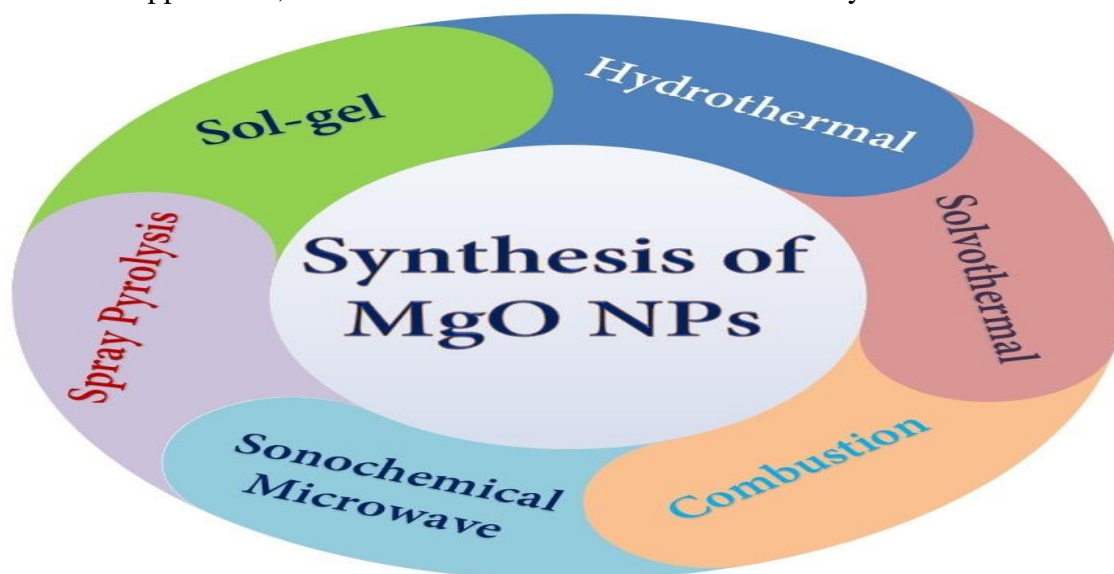 Synthesis of
MgO NPs
Sol-gel
Hydrothermal
Solvothermal
Combustion
Sonochemical
Microwave
Spray Pyrolysis